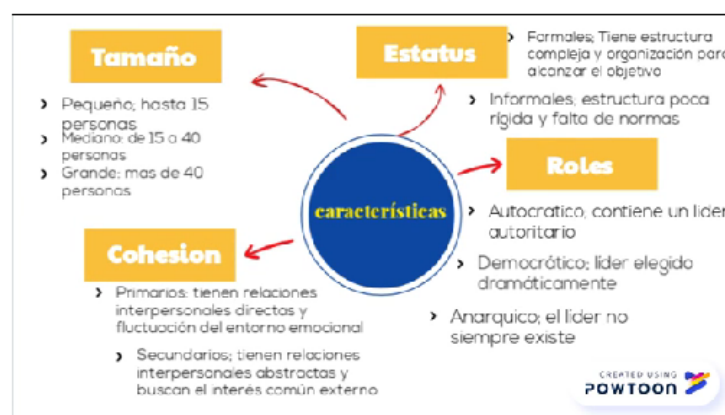 Tamaño
Pequeño; hasta 15
personas
Mediano: de 15 a 40
personas
Grande; mas de 40
personas
Estatus
Formales; Tiene estructura
compleja y organización para
alcanzar el objetivo
Informales; estructura poca
rígida y falta de normas
características
Roles
Autocratico; contiene un lider
autoritario
Democrático; líder elegido
dramáticamente
Anarquico; el líder no
siempre existe
Cohesion
Primarios: tienen relaciones
interpersonales directas y
fluctuación del entorno emocional
Secundarios; tienen relaciones
interpersonales abstractas y
buscan el interés común externo
CREATED USING
POWTOON